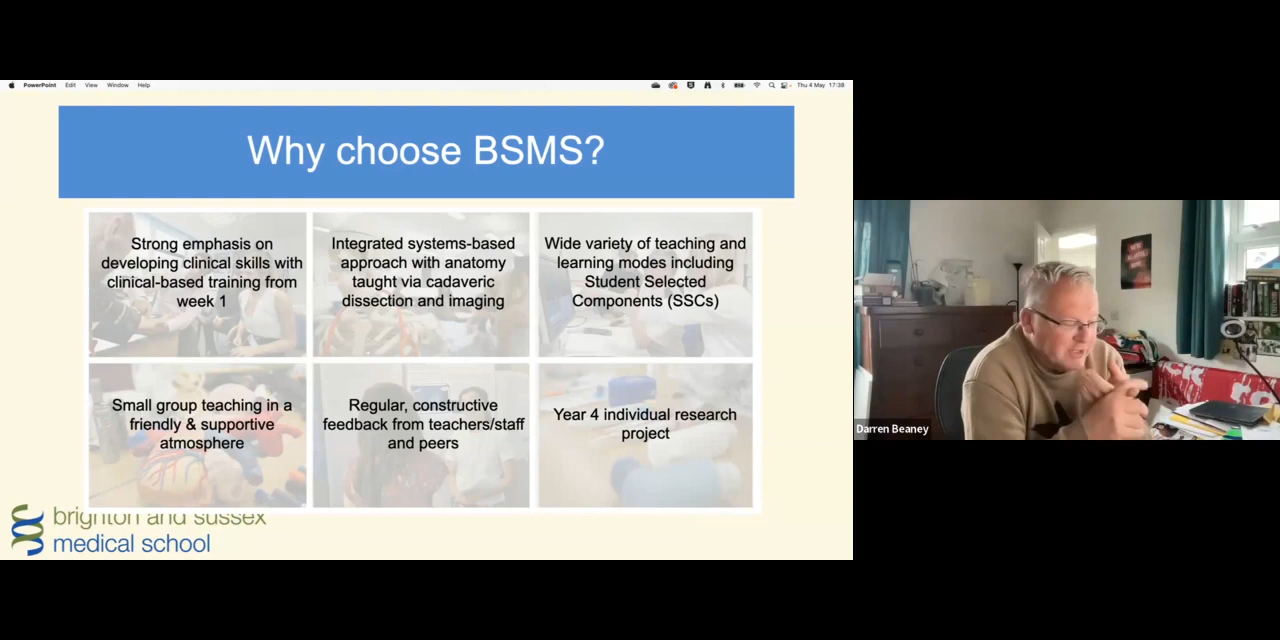 PowerPoint Edit View Window Help
Thu 4 May 17:39
Why choose BSMS?
Strong emphasis on
developing clinical skills with
clinical-based training from
week 1
Integrated systems-based
approach with anatomy
taught via cadaveric
dissection and imaging
Wide variety of teaching and
learning modes including
Student Selected
Components (SSCs)
Small group teaching in a
friendly & supportive
atmosphere
Regular, constructive
feedback from teachers/staff
and peers
Year 4 individual research
project
brighton and sussex
medical school
Darren Beaney